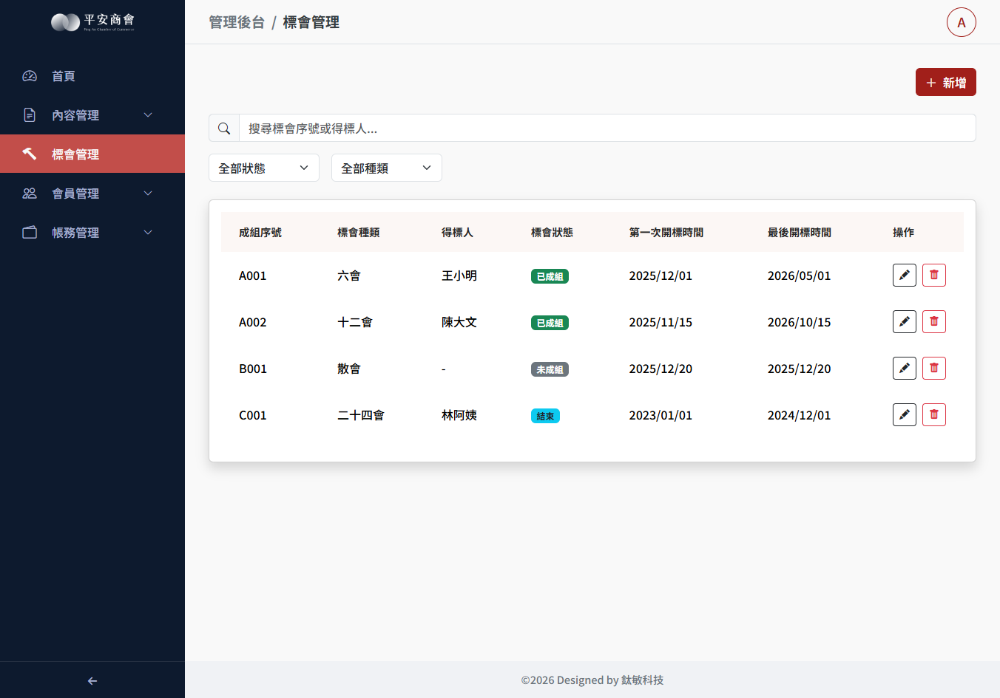 平安商會
Ping An Chamber of Commerce
管理後台 / 標會管理
A
首頁
內容管理
標會管理
會員管理
帳務管理
新增
搜尋標會序號或得標人...
全部狀態 全部種類
成組序號 標會種類 得標人 標會狀態 第一次開標時間 最後開標時間 操作
A001 六會 王小明 已成組 2025/12/01 2026/05/01
A002 十二會 陳大文 已成組 2025/11/15 2026/10/15
B001 散會 - 未成組 2025/12/20 2025/12/20
C001 二十四會 林阿姨 結束 2023/01/01 2024/12/01
©2026 Designed by 鈦敏科技